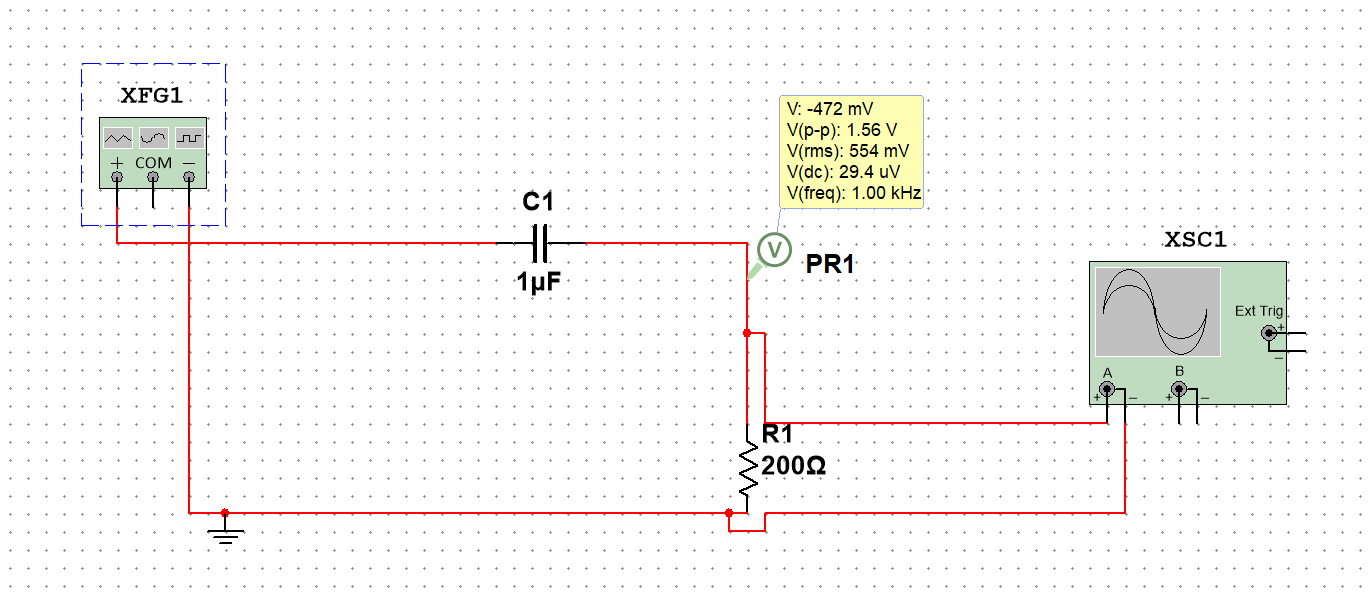 XFG1
+ COM −
C1
1µF
V: -472 mV
V(p-p): 1.56 V
V(rms): 554 mV
V(dc): 29.4 uV
V(freq): 1.00 kHz
V
PR1
R1
200Ω
XSC1
Ext Trig
+
−
A
B
+ − + −